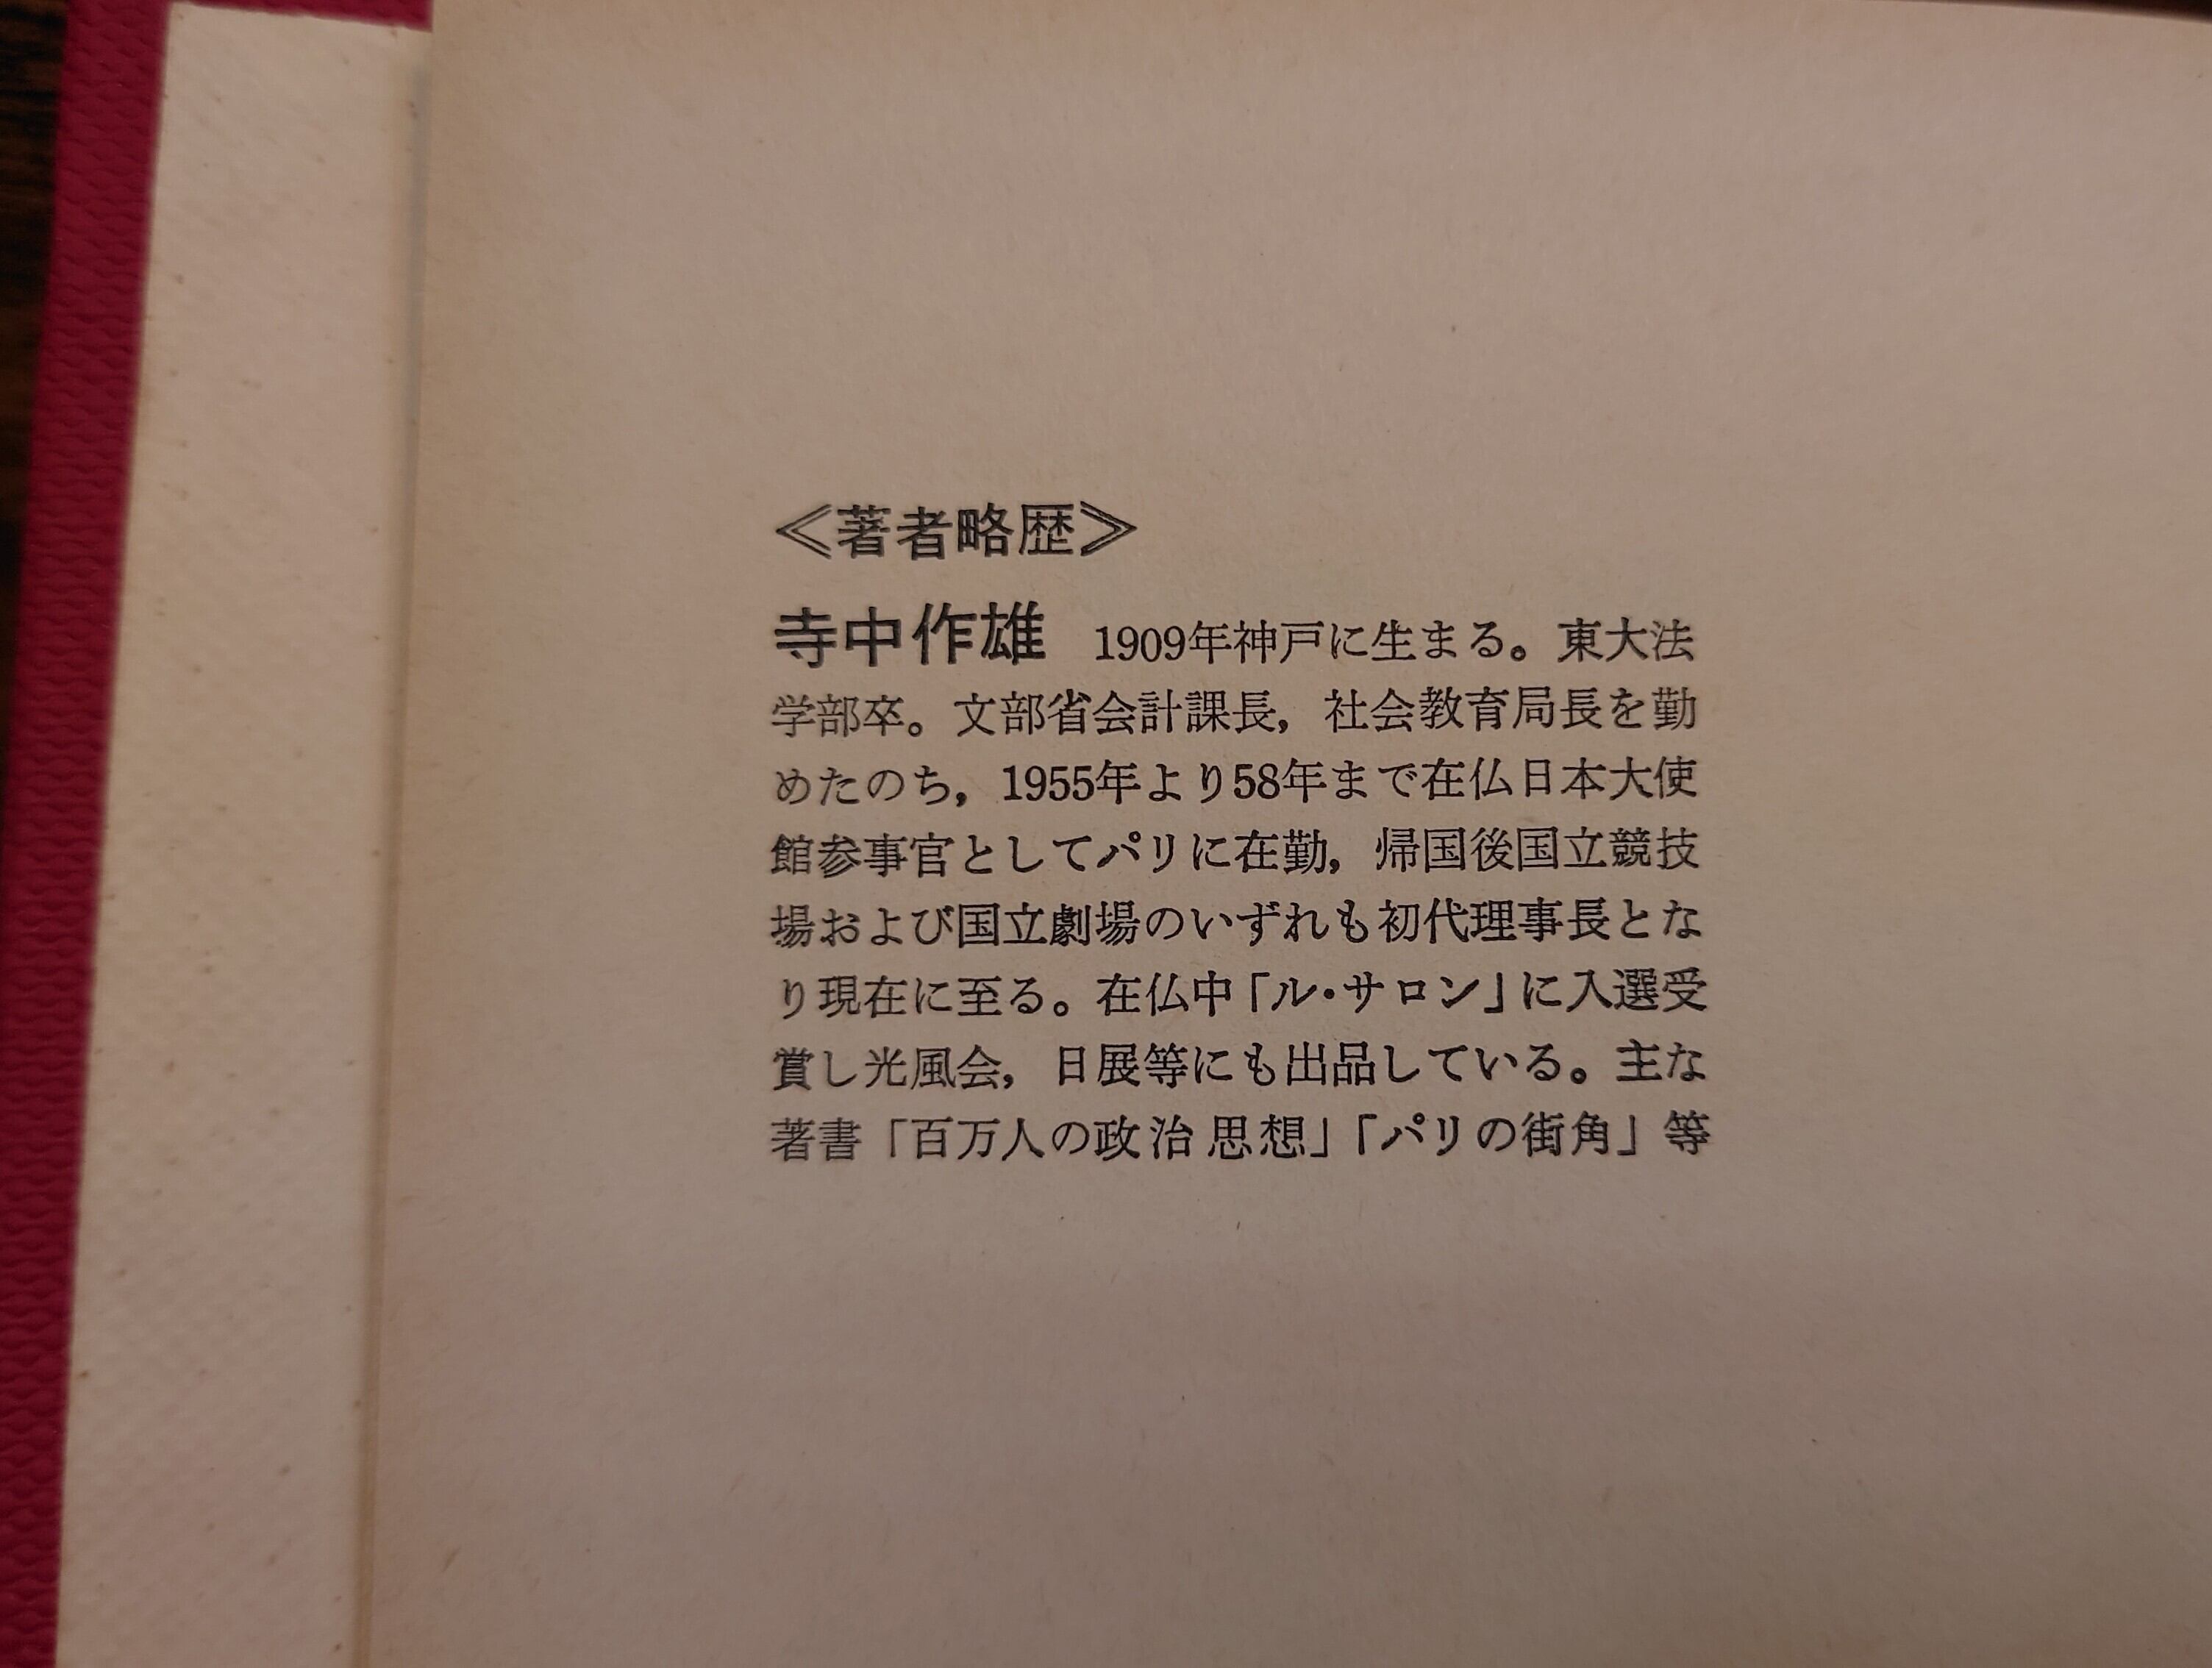 ≪著者略歴≫
寺中作雄 1909年神戸に生まる。東大法
学部卒。文部省会計課長，社会教育局長を勤
めたのち，1955年より58年まで在仏日本大使
館参事官としてパリに在勤，帰国後国立競技
場および国立劇場のいずれも初代理事長とな
り現在に至る。在仏中「ル・サロン」に入選受
賞し光風会，日展等にも出品している。主な
著書「百万人の政治思想」「パリの街角」等